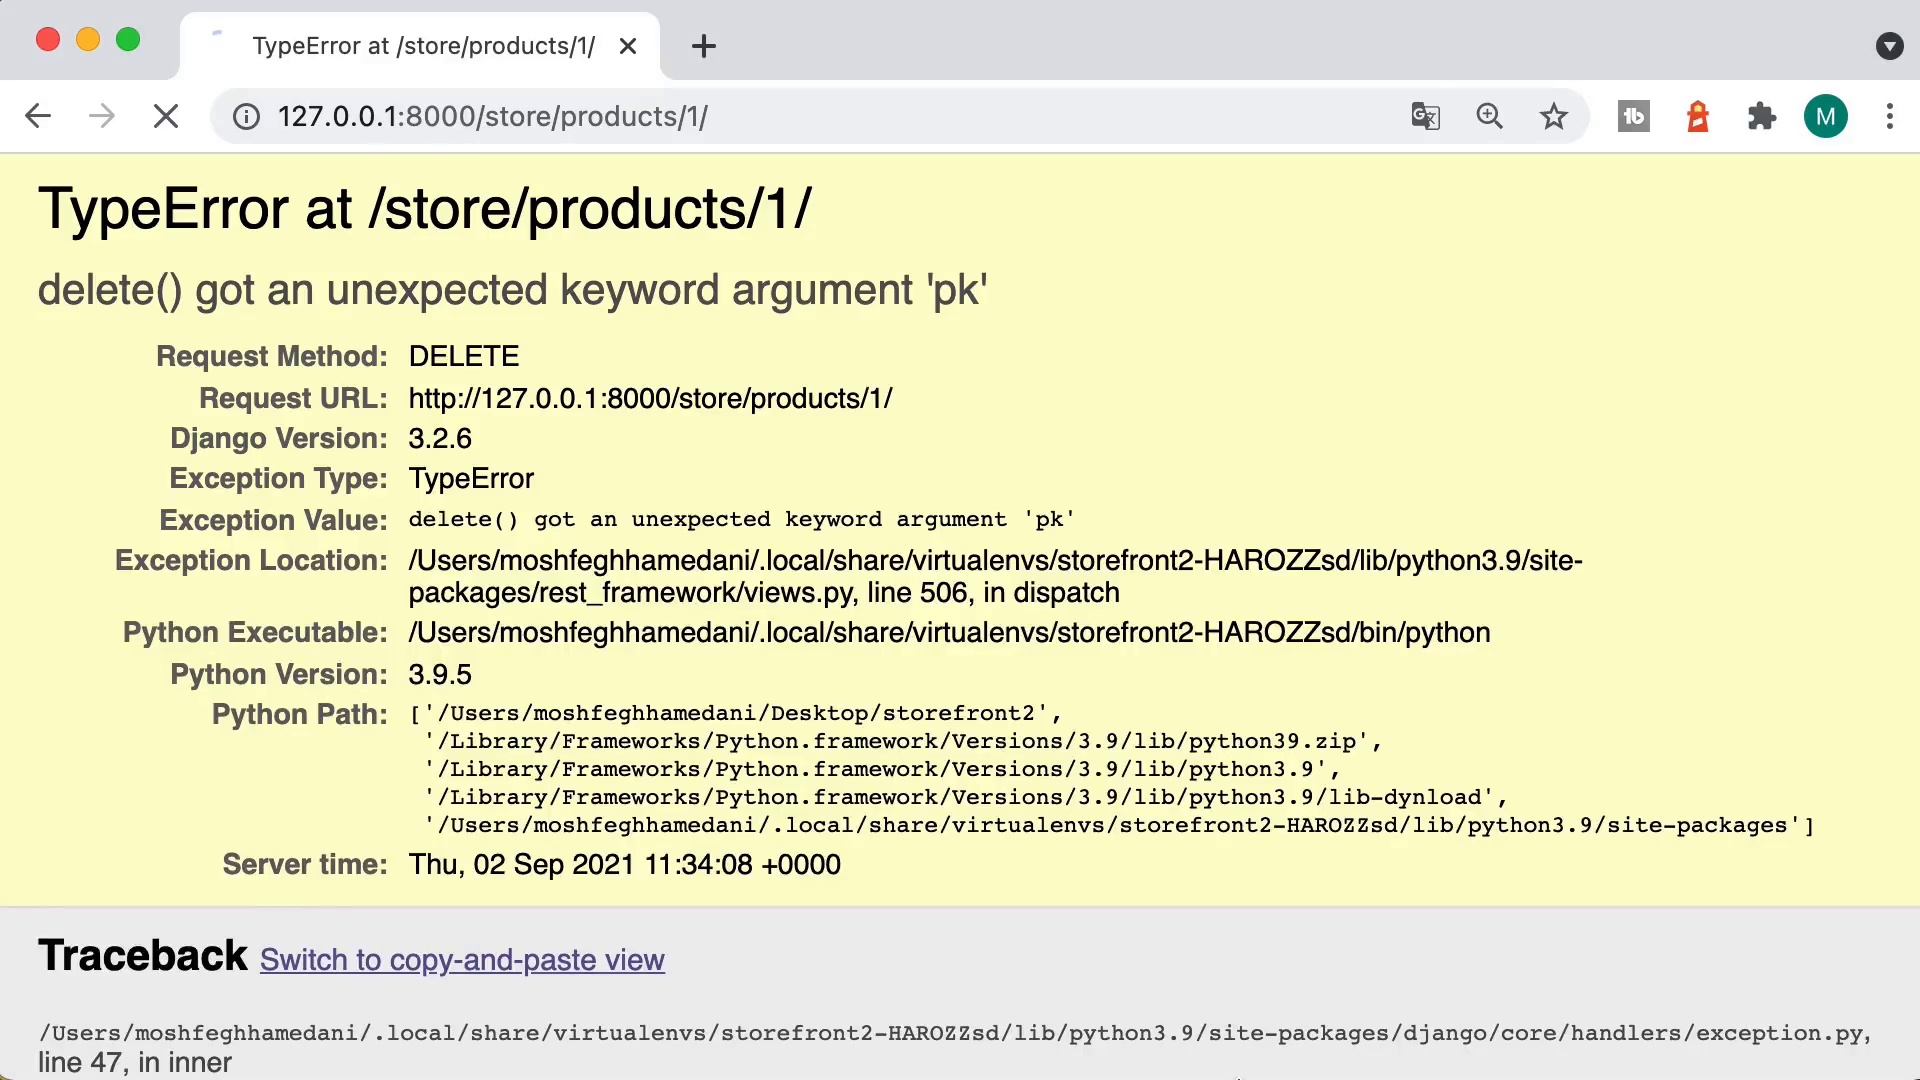 TypeError at /store/products/1/
127.0.0.1:8000/store/products/1/
M
TypeError at /store/products/1/
delete() got an unexpected keyword argument 'pk'
Request Method: DELETE
Request URL: http://127.0.0.1:8000/store/products/1/
Django Version: 3.2.6
Exception Type: TypeError
Exception Value: delete() got an unexpected keyword argument 'pk'
Exception Location: /Users/moshfeghhamedani/.local/share/virtualenvs/storefront2-HAROZZsd/lib/python3.9/site-
packages/rest_framework/views.py, line 506, in dispatch
Python Executable: /Users/moshfeghhamedani/.local/share/virtualenvs/storefront2-HAROZZsd/bin/python
Python Version: 3.9.5
Python Path: ['/Users/moshfeghhamedani/Desktop/storefront2',
'/Library/Frameworks/Python.framework/Versions/3.9/lib/python39.zip',
'/Library/Frameworks/Python.framework/Versions/3.9/lib/python3.9',
'/Library/Frameworks/Python.framework/Versions/3.9/lib/python3.9/lib-dynload',
'/Users/moshfeghhamedani/.local/share/virtualenvs/storefront2-HAROZZsd/lib/python3.9/site-packages']
Server time: Thu, 02 Sep 2021 11:34:08 +0000
Traceback Switch to copy-and-paste view
/Users/moshfeghhamedani/.local/share/virtualenvs/storefront2-HAROZZsd/lib/python3.9/site-packages/django/core/handlers/exception.py,
line 47, in inner